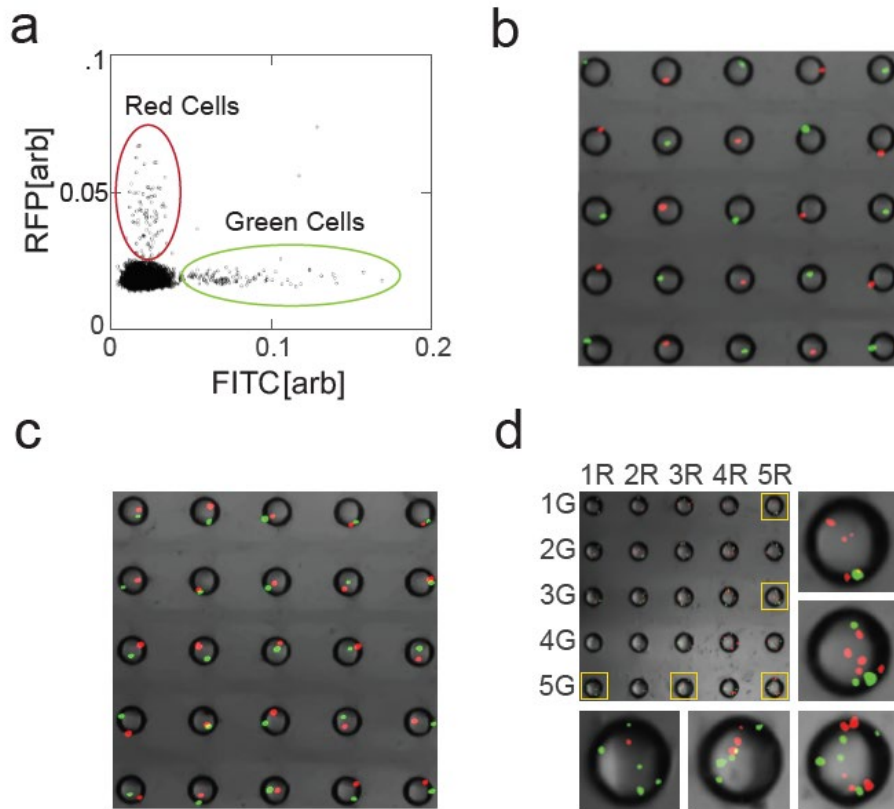 a
.1
Red Cells
RFP[arb]
0.05
Green Cells
0
0
0.1
0.2
FITC[arb]
b
c
d
1R 2R 3R 4R 5R
1G
2G
3G
4G
5G